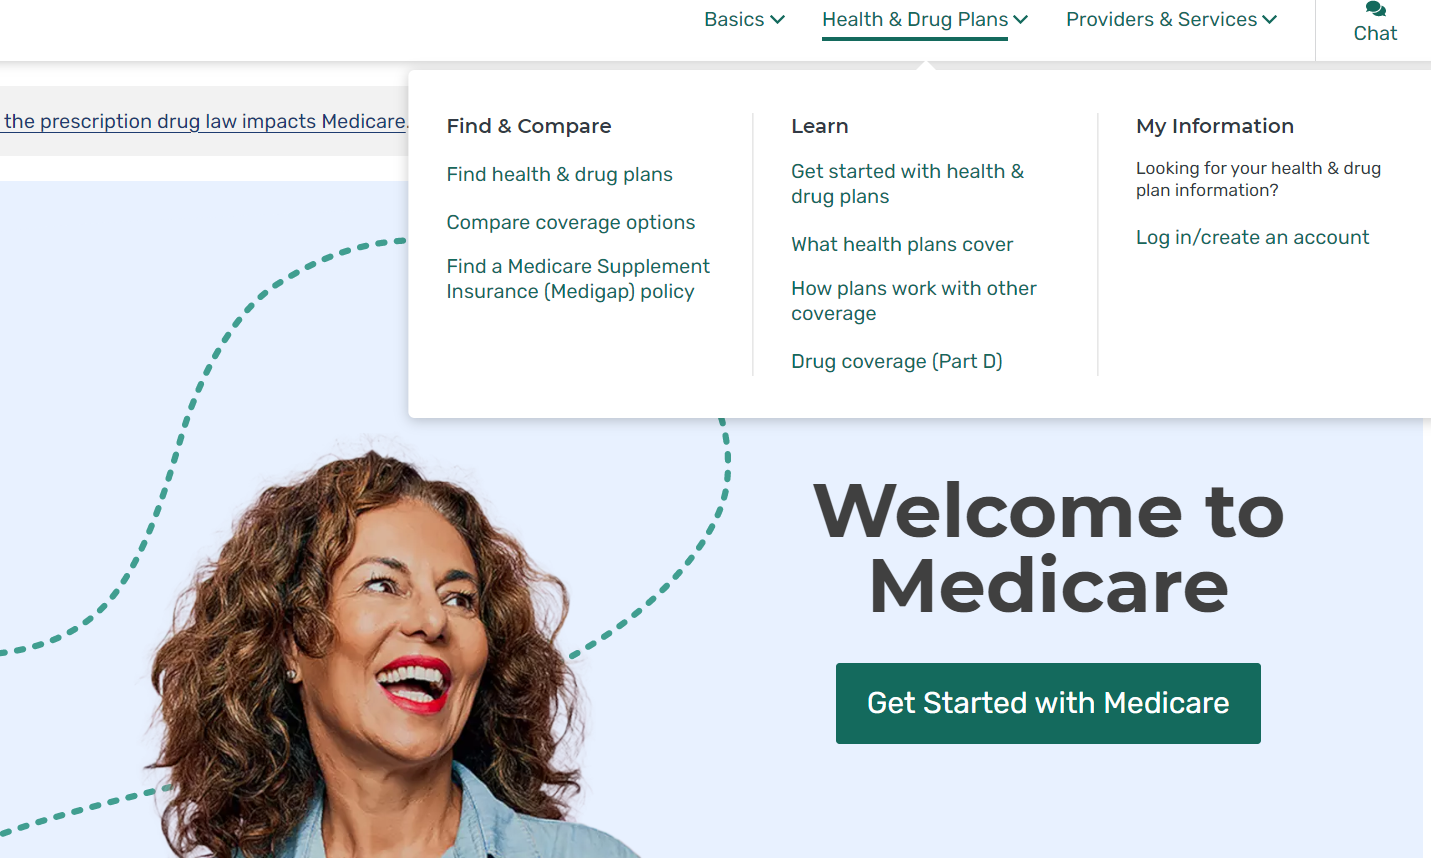 Basics
Health & Drug Plans
Providers & Services
Chat
the prescription drug law impacts Medicare.
Find & Compare
Find health & drug plans
Compare coverage options
Find a Medicare Supplement
Insurance (Medigap) policy
Learn
Get started with health &
drug plans
What health plans cover
How plans work with other
coverage
Drug coverage (Part D)
My Information
Looking for your health & drug
plan information?
Log in/create an account
Welcome to
Medicare
Get Started with Medicare